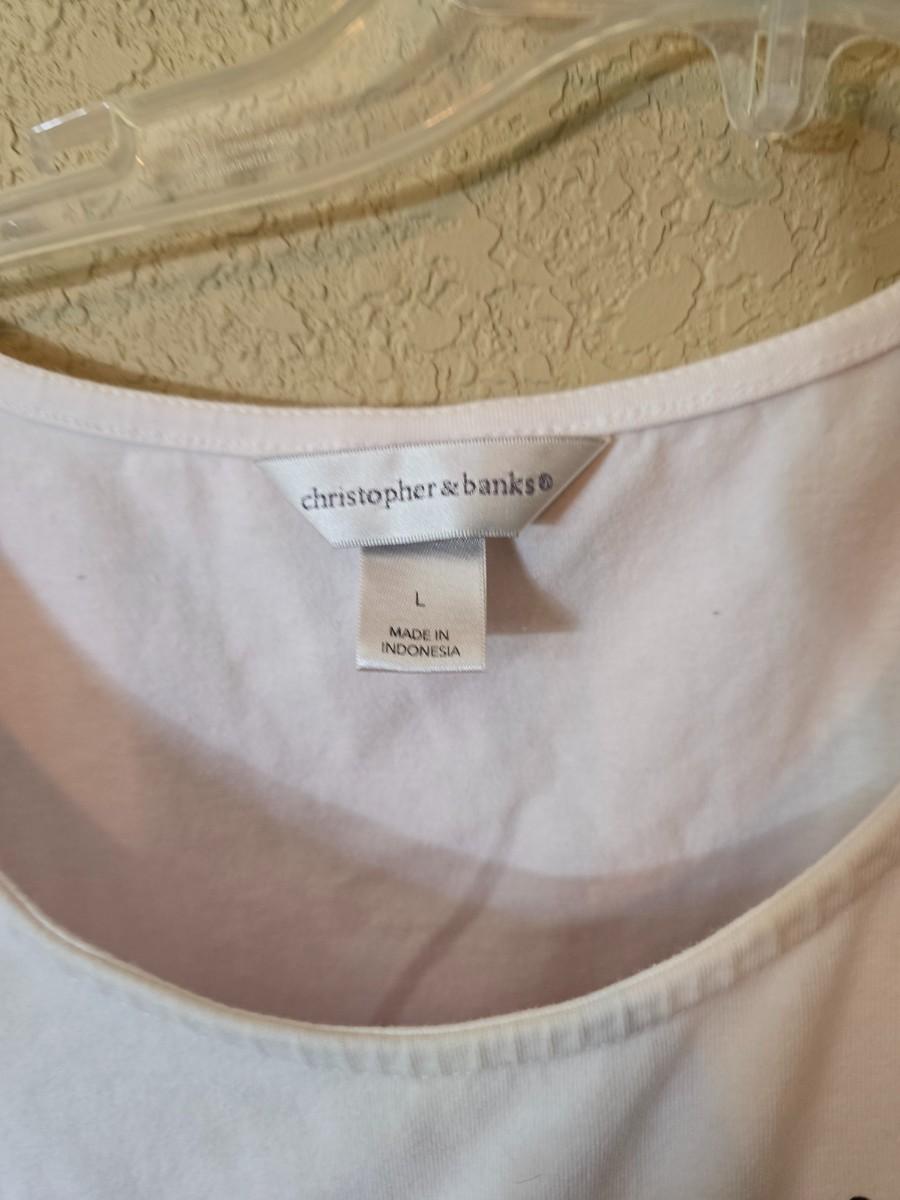 christopher & banks®
L
MADE IN
INDONESIA